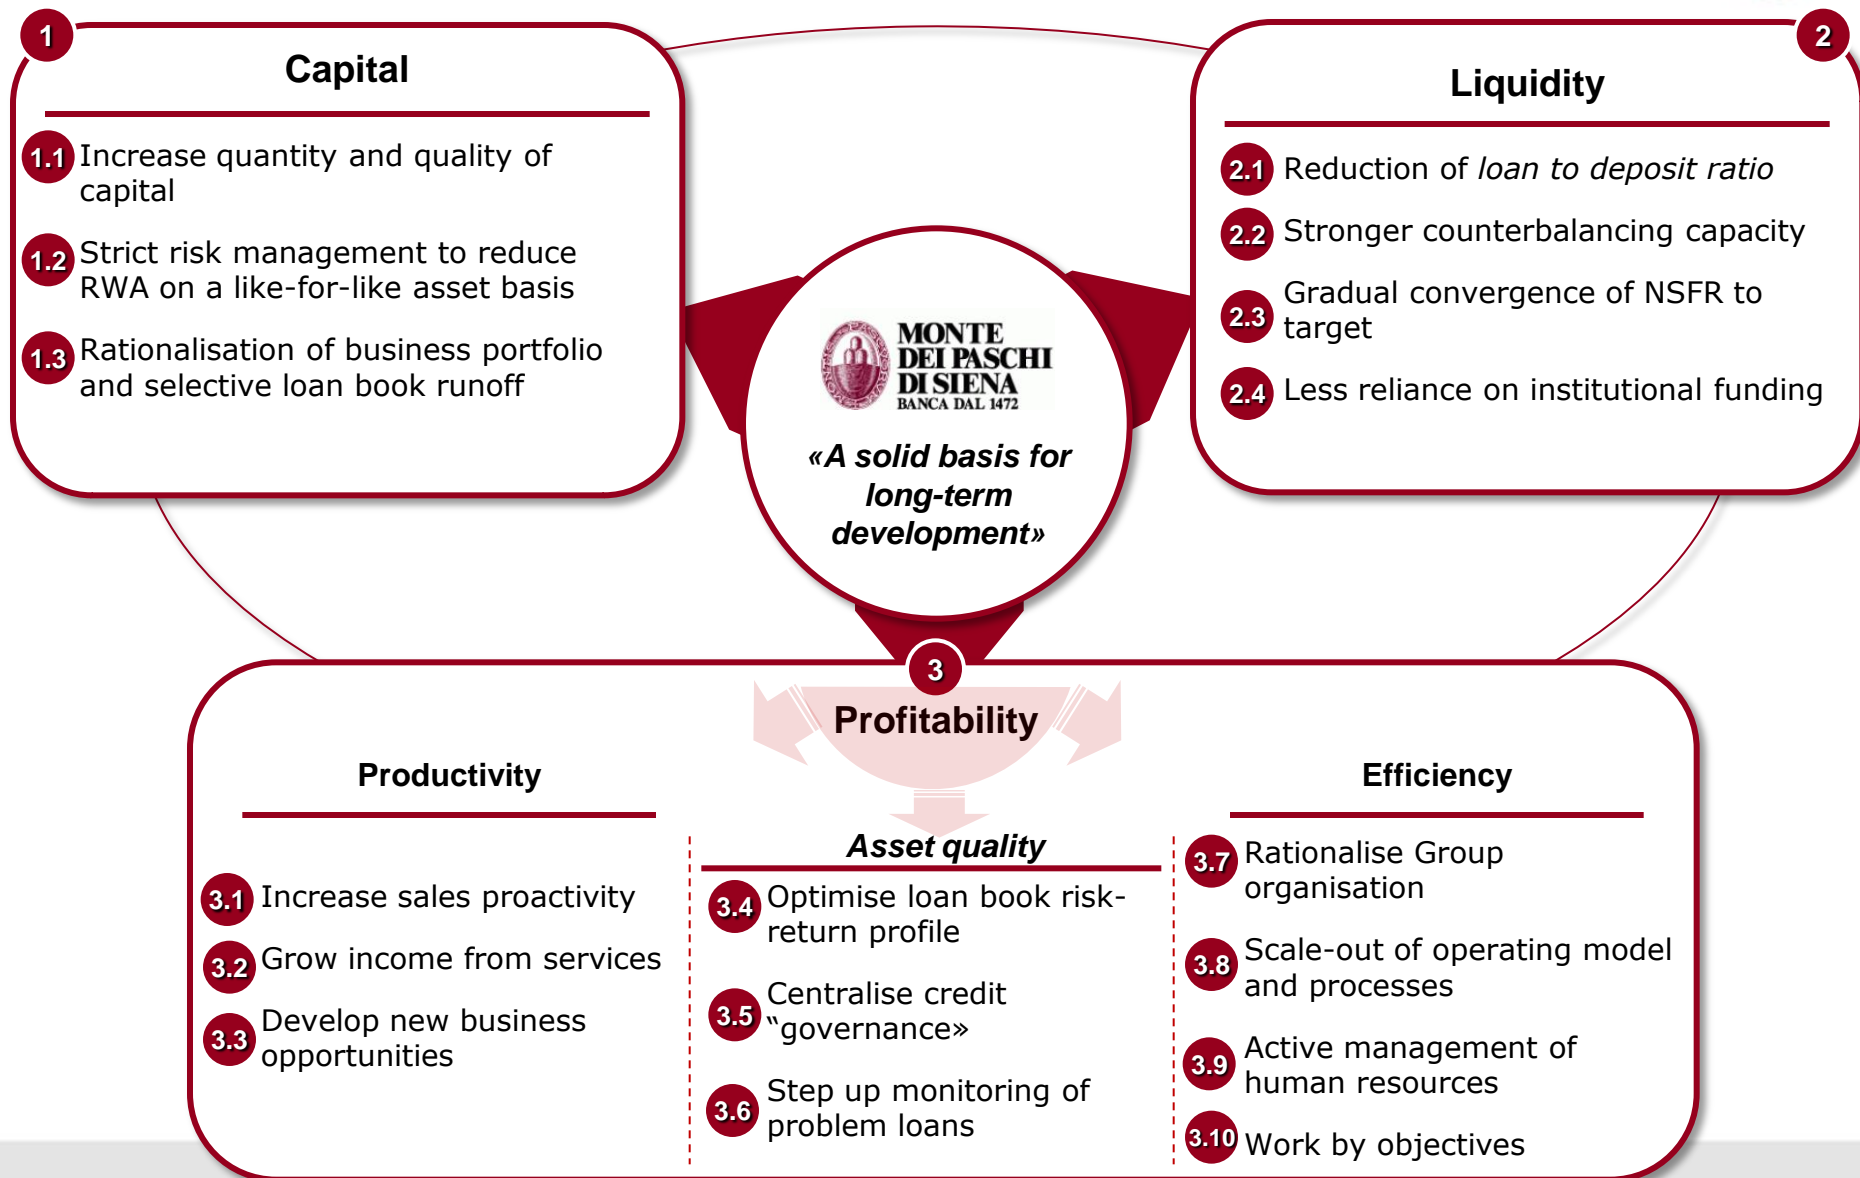 1
Capital
1.1 Increase quantity and quality of
capital
1.2 Strict risk management to reduce
RWA on a like-for-like asset basis
1.3 Rationalisation of business portfolio
and selective loan book runoff
2
Liquidity
2.1 Reduction of loan to deposit ratio
2.2 Stronger counterbalancing capacity
2.3 Gradual convergence of NSFR to
target
2.4 Less reliance on institutional funding
MONTE
DEI PASCHI
DI SIENA
BANCA DAL 1472
«A solid basis for
long-term
development»
3
Profitability
Productivity
3.1 Increase sales proactivity
3.2 Grow income from services
3.3 Develop new business
opportunities
Asset quality
3.4 Optimise loan book risk-
return profile
3.5 Centralise credit
“governance»
3.6 Step up monitoring of
problem loans
Efficiency
3.7 Rationalise Group
organisation
3.8 Scale-out of operating model
and processes
3.9 Active management of
human resources
3.10 Work by objectives